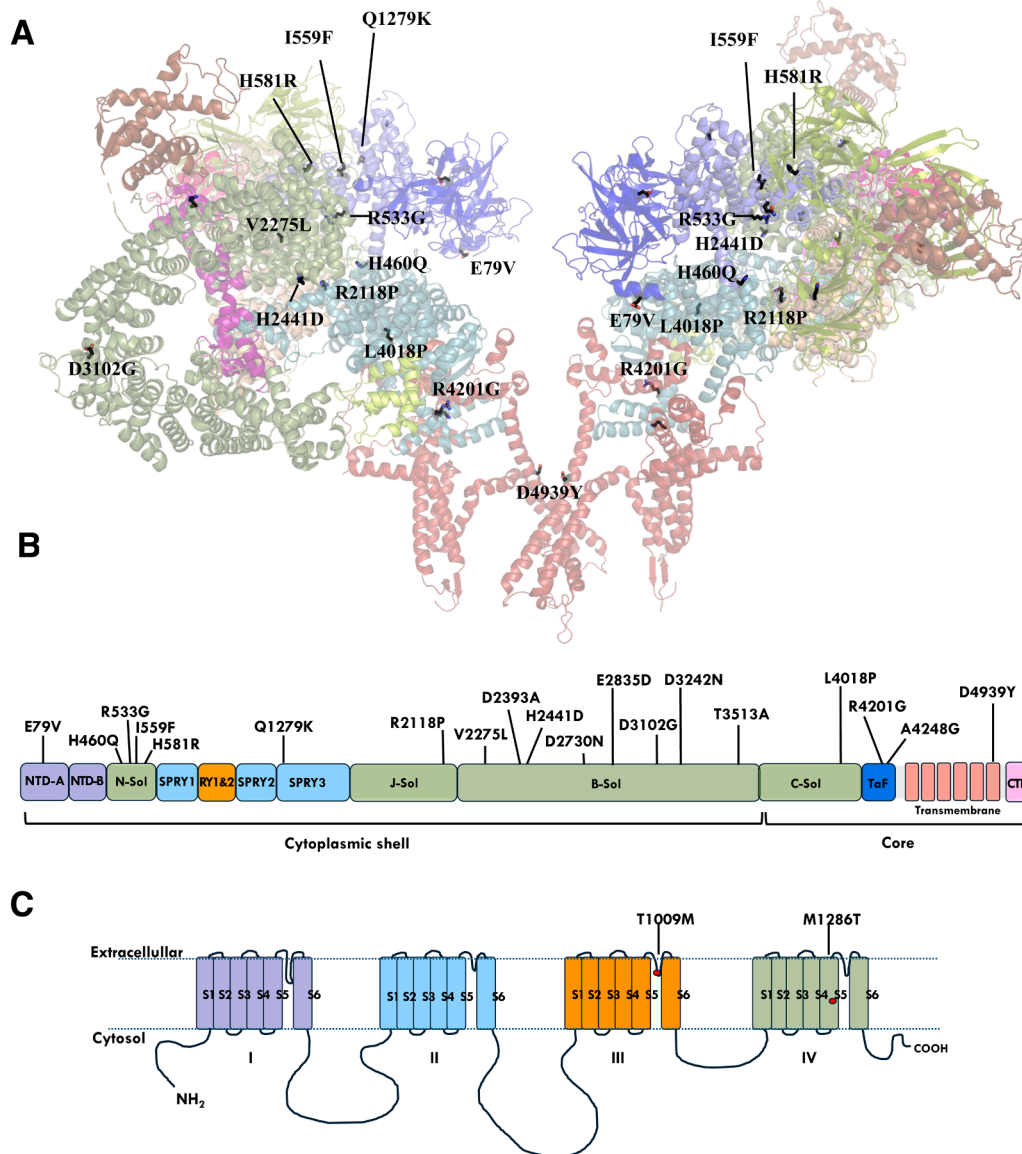 A
Q1279K
I559F
H581R
V2275L
R533G
H460Q
E79V
R2118P
H2441D
L4018P
D3102G
R4201G
I559F
H581R
R533G
H2441D
H460Q
E79V
L4018P
R2118P
R4201G
D4939Y
B
E79V
H460Q
R533G
I559F
H581R
Q1279K
R2118P
V2275L
D2393A
H2441D
D2730N
E2835D
D3102G
D3242N
T3513A
L4018P
R4201G
A4248G
D4939Y
NTD-A NTD-B N-Sol SPRY1 RY1&2 SPRY2 SPRY3 J-Sol B-Sol C-Sol TaF
Transmembrane
Cytoplasmic shell
Core
C
T1009M
M1286T
Extracellullar
S1 S2 S3 S4 S5 S6
S1 S2 S3 S4 S5 S6
S1 S2 S3 S4 S5 S6
S1 S2 S3 S4 S5 S6
Cytosol
I II III IV
NH2
COOH